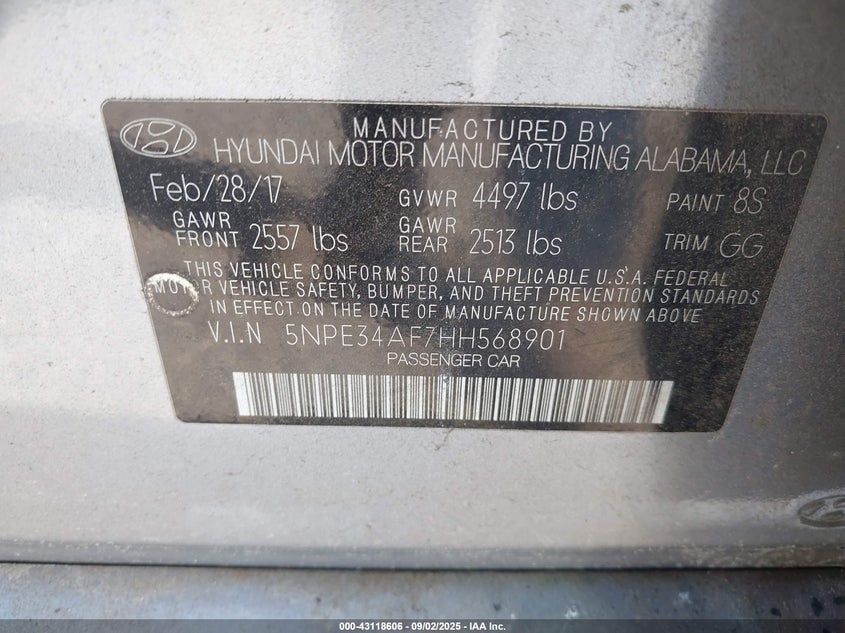 MANUFACTURED BY
HYUNDAI MOTOR MANUFACTURING ALABAMA, LLC
Feb/28/17 GVWR 4497 lbs PAINT 8S
GAWR FRONT 2557 lbs GAWR REAR 2513 lbs TRIM GG
THIS VEHICLE CONFORMS TO ALL APPLICABLE U.S.A. FEDERAL
MOTOR VEHICLE SAFETY, BUMPER, AND THEFT PREVENTION STANDARDS
IN EFFECT ON THE DATE OF MANUFACTURE SHOWN ABOVE.
V.I.N 5NPE34AF7HH568901
PASSENGER CAR
000-43118606 - 09/02/2025 - IAA Inc.